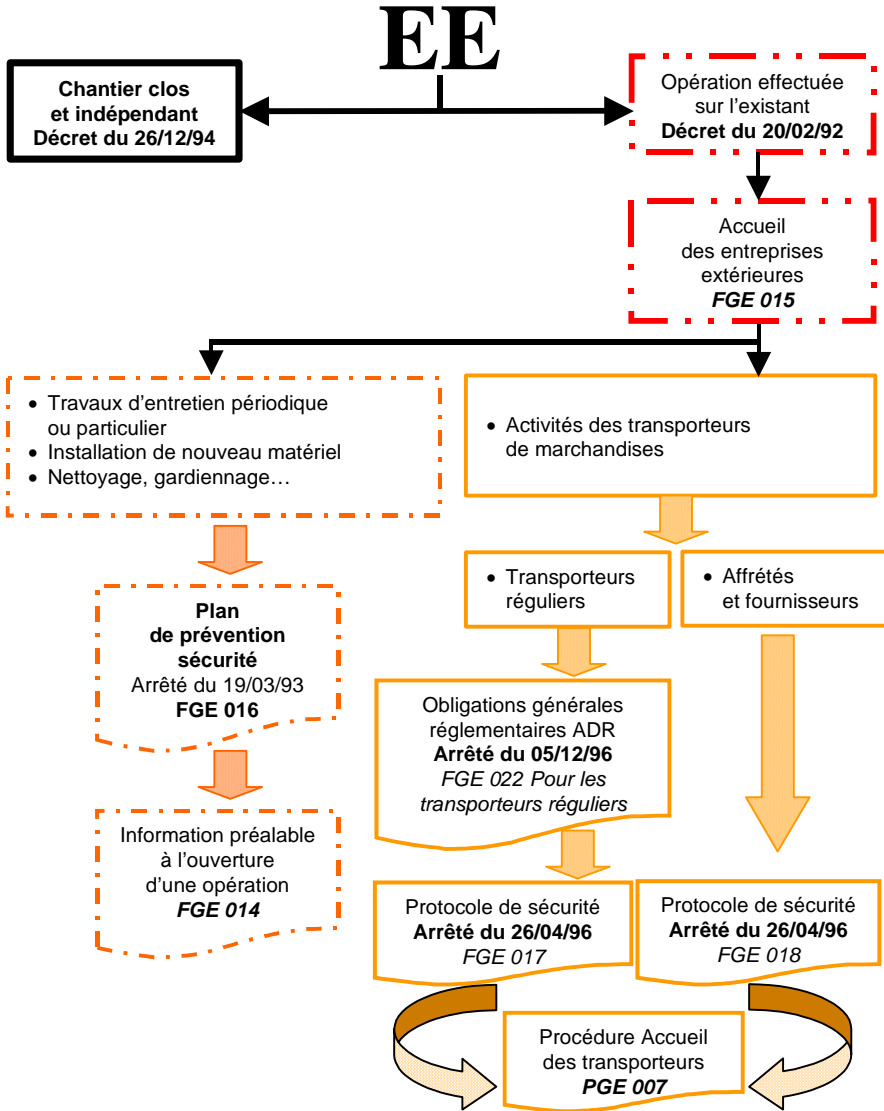 EE
Chantier clos
et indépendant
Décret du 26/12/94
Opération effectuée
sur l'existant
Décret du 20/02/92
Accueil
des entreprises
extérieures
FGE 015
• Travaux d'entretien périodique
ou particulier
• Installation de nouveau matériel
• Nettoyage, gardiennage…
• Activités des transporteurs
de marchandises
• Transporteurs
réguliers
• Affrétés
et fournisseurs
Plan
de prévention
sécurité
Arrêté du 19/03/93
FGE 016
Obligations générales
réglementaires ADR
Arrêté du 05/12/96
FGE 022 Pour les
transporteurs réguliers
Information préalable
à l'ouverture
d'une opération
FGE 014
Protocole de sécurité
Arrêté du 26/04/96
FGE 017
Protocole de sécurité
Arrêté du 26/04/96
FGE 018
Procédure Accueil
des transporteurs
PGE 007